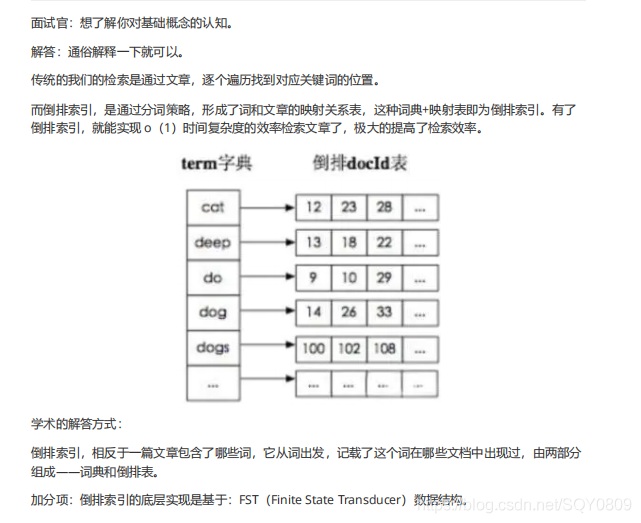 面试官：想了解你对基础概念的认知。
解答：通俗解释一下就可以。
传统的我们的检索是通过文章，逐个遍历找到对应关键词的位置。
而倒排索引，是通过分词策略，形成了词和文章的映射关系表，这种词典+映射表即为倒排索引。有了
倒排索引，就能实现 o（1）时间复杂度的效率检索文章了，极大的提高了检索效率。
term字典 倒排docId表
cat 12 23 28 ...
deep 13 18 22 ...
do 9 10 29 ...
dog 14 26 33 ...
dogs 100 102 108 ...
... ... ... ... ...
学术的解答方式：
倒排索引，相反于一篇文章包含了哪些词，它从词出发，记载了这个词在哪些文档中出现过，由两部分
组成——词典和倒排表。
加分项：倒排索引的底层实现是基于：FST（Finite State Transducer）数据结构。
https://blog.csdn.net/SQY0809